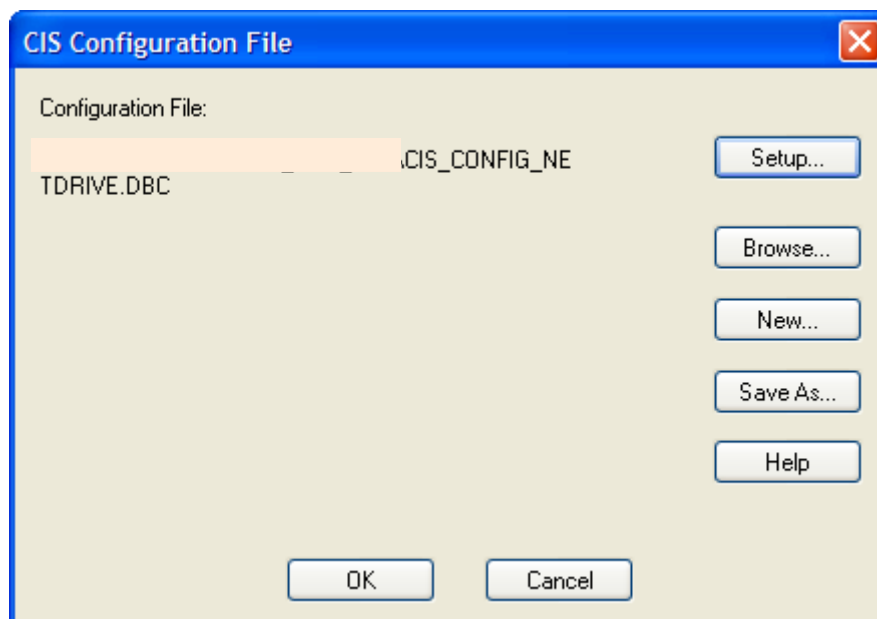 CIS Configuration File
Configuration File:
\CIS_CONFIG_NE
TDRIVE.DBC
Setup...
Browse...
New...
Save As...
Help
OK
Cancel